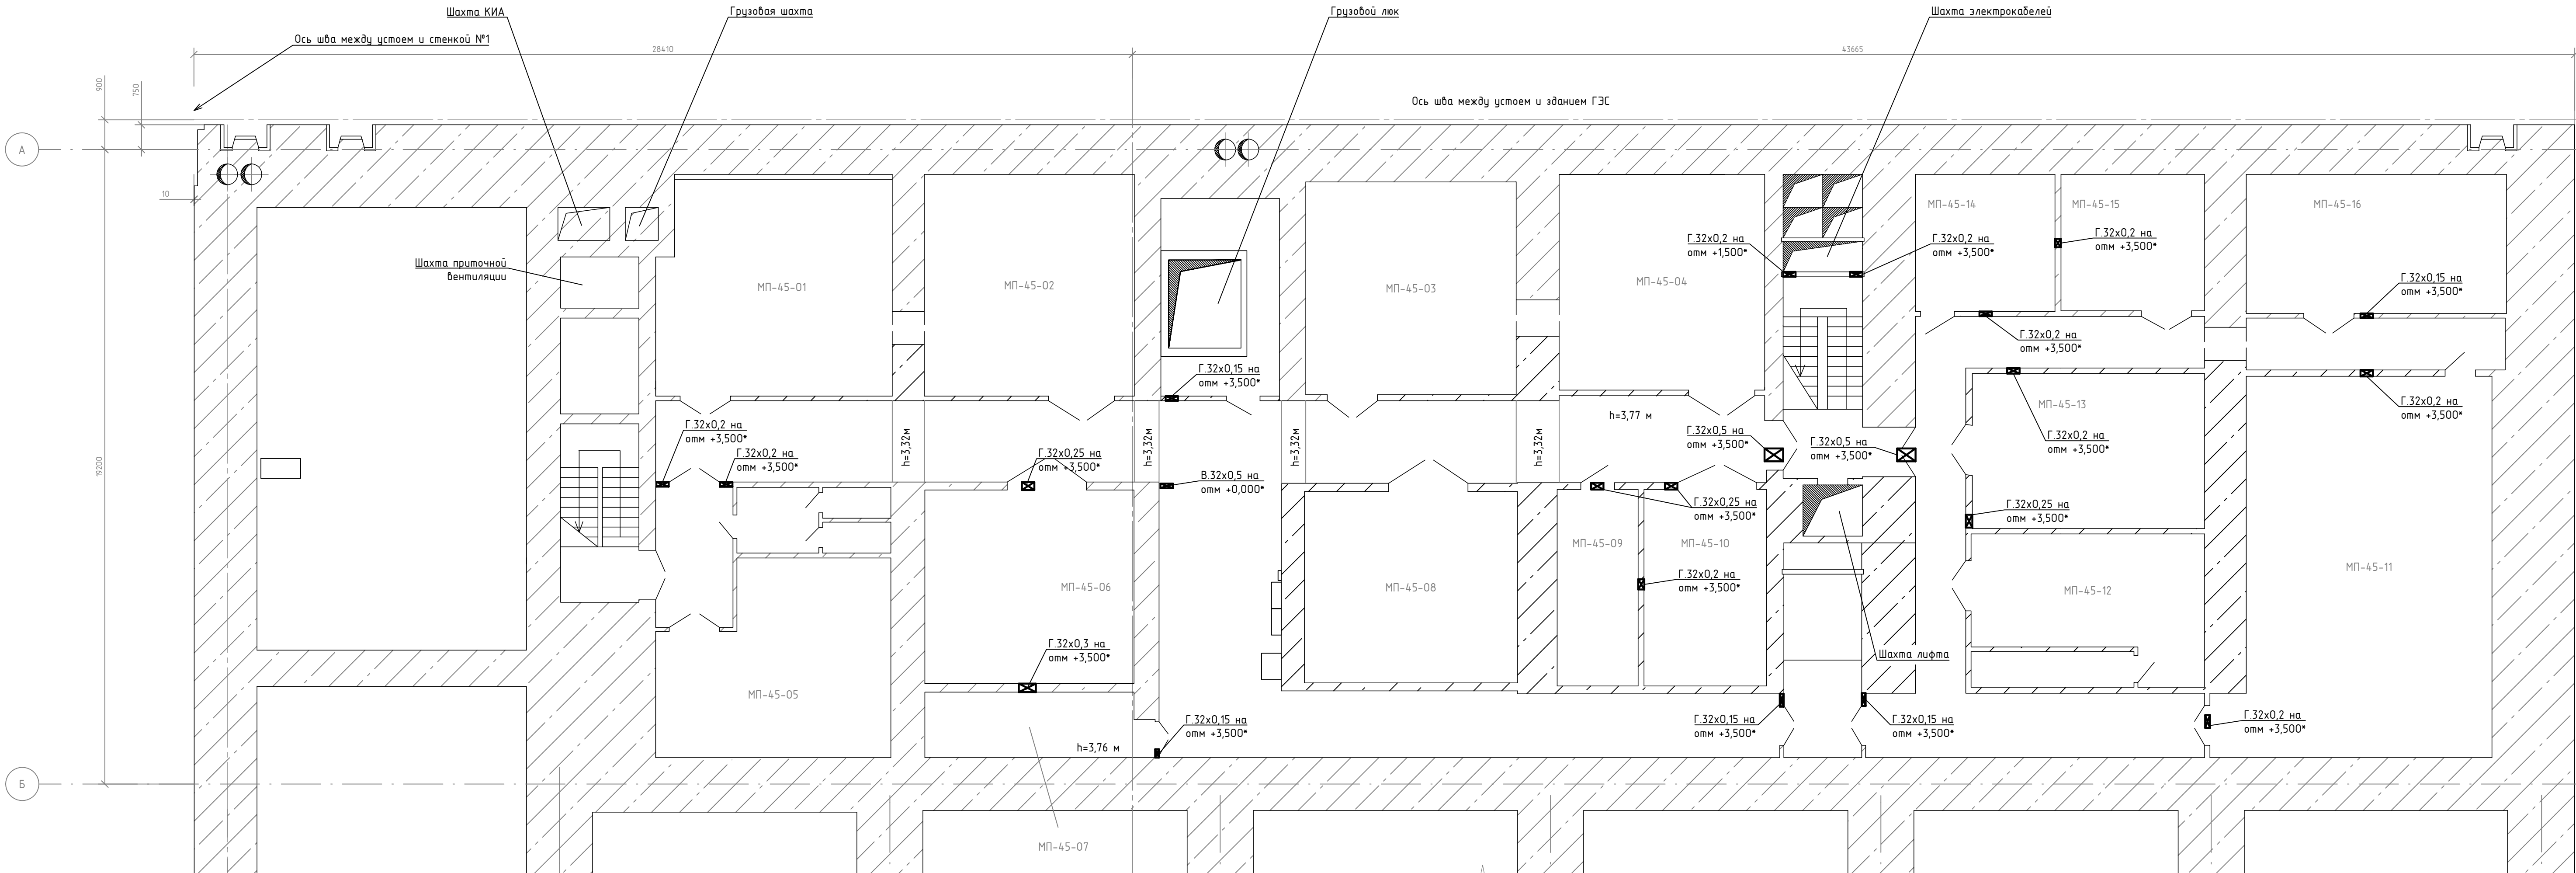 Шахта КИА
Грузовая шахта
Грузовой люк
Шахта электрокабелей
Ось шва между устоем и стенкой №1
28410
43665
900
750
Ось шва между устоем и зданием ГЭС
А
10
МП-45-14
МП-45-15
МП-45-16
Г.32х0,2 на
отм +1,500*
Г.32х0,2 на
отм +3,500*
Г.32х0,2 на
отм +3,500*
Шахта приточной
вентиляции
МП-45-01
МП-45-02
МП-45-03
МП-45-04
Г.32х0,15 на
отм +3,500*
Г.32х0,2 на
отм +3,500*
Г.32х0,15 на
отм +3,500*
МП-45-13
Г.32х0,2 на
отм +3,500*
h=3,77 м
Г.32х0,2 на
отм +3,500*
Г.32х0,2 на
отм +3,500*
h=3,32м
h=3,32м
h=3,32м
h=3,32м
Г.32х0,5 на
отм +3,500*
Г.32х0,5 на
отм +3,500*
Г.32х0,2 на
отм +3,500*
Г.32х0,25 на
отм +3,500*
19200
В.32х0,5 на
отм +0,000*
Г.32х0,25 на
отм +3,500*
Г.32х0,25 на
отм +3,500*
МП-45-09
МП-45-10
МП-45-11
Г.32х0,2 на
отм +3,500*
МП-45-06
МП-45-08
МП-45-12
Г.32х0,3 на
отм +3,500*
Шахта лифта
МП-45-05
Г.32х0,15 на
отм +3,500*
Г.32х0,15 на
отм +3,500*
Г.32х0,15 на
отм +3,500*
Г.32х0,2 на
отм +3,500*
h=3,76 м
Б
МП-45-07